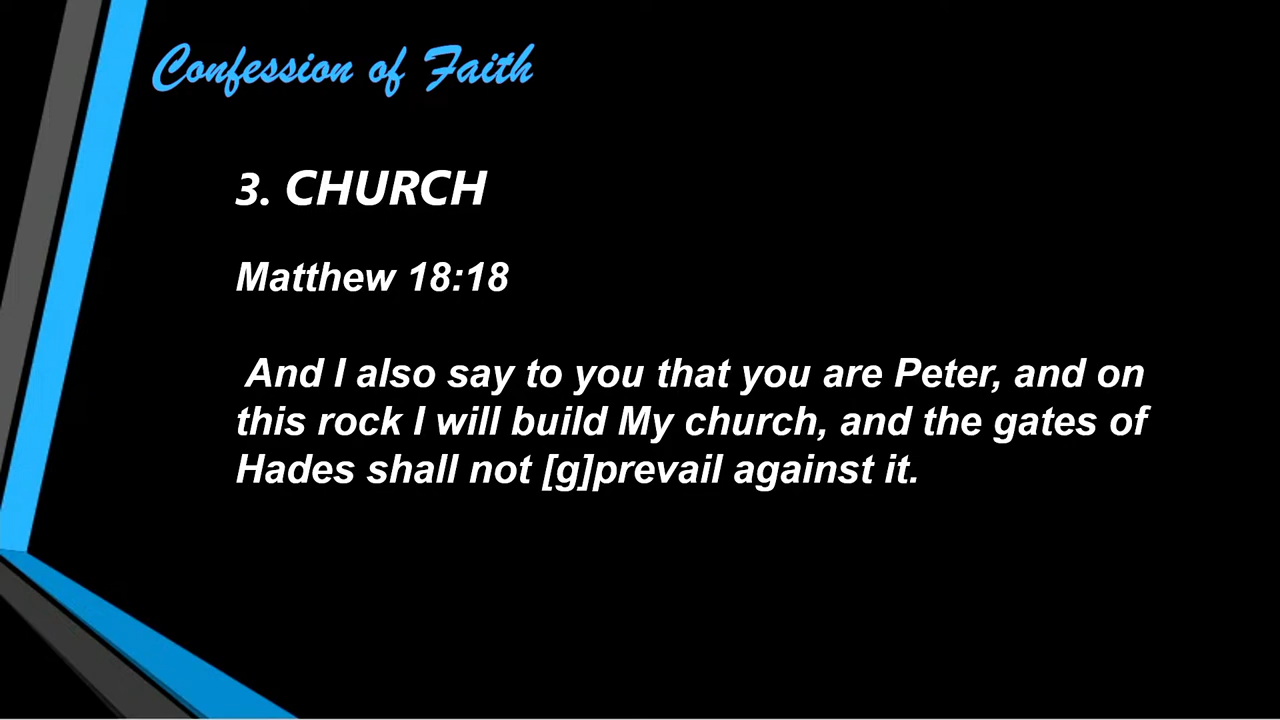 Confession of Faith
3. CHURCH
Matthew 18:18
And I also say to you that you are Peter, and on
this rock I will build My church, and the gates of
Hades shall not [g]prevail against it.